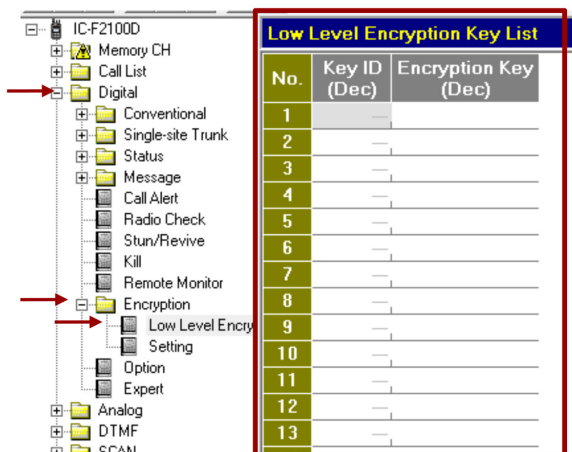 IC-F2100D
Memory CH
Call List
Digital
Conventional
Single-site Trunk
Status
Message
Call Alert
Radio Check
Stun/Revive
Kill
Remote Monitor
Encryption
Low Level Encry
Setting
Option
Expert
Analog
DTMF
SCAN
Low Level Encryption Key List
No. Key ID (Dec) Encryption Key (Dec)
1 —
2 —
3 —
4 —
5 —
6 —
7 —
8 —
9 —
10 —
11 —
12 —
13 —